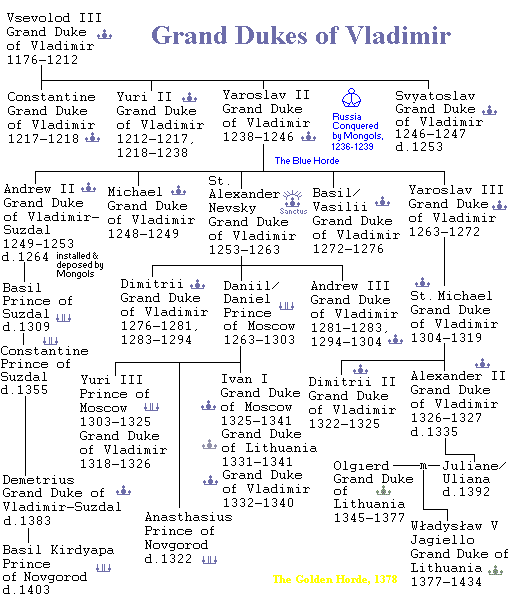 Grand Dukes of Vladimir
Vsevolod III
Grand Duke
of Vladimir
1176–1212
Constantine
Grand Duke
of Vladimir
1217–1218
Yuri II
Grand Duke
of Vladimir
1212–1217,
1218–1238
Yaroslav II
Grand Duke
of Vladimir
1238–1246
Russia
Conquered
by Mongols,
1236-1239
Svyatoslav
Grand Duke
of Vladimir
1246–1247
d.1253
The Blue Horde
Andrew II
Grand Duke
of Vladimir–
Suzdal
1249–1253
d.1264
installed &
deposed by
Mongols
Michael
Grand Duke
of Vladimir
1248–1249
St.
Alexander
Nevsky
Grand Duke
of Vladimir
1253–1263
Sanctus
Basil/
Vasilii
Grand Duke
of Vladimir
1272–1276
Yaroslav III
Grand Duke
of Vladimir
1263–1272
Basil
Prince of
Suzdal
d.1309
Dimitrii
Grand Duke
of Vladimir
1276–1281,
1283–1294
Daniil/
Daniel
Prince
of Moscow
1263–1303
Andrew III
Grand Duke
of Vladimir
1281–1283,
1294–1304
St. Michael
Grand Duke
of Vladimir
1304–1319
Constantine
Prince of
Suzdal
d.1355
Yuri III
Prince of
Moscow
1303–1325
Grand Duke
of Vladimir
1318–1326
Ivan I
Grand Duke
of Moscow
1325–1341
Grand Duke
of Lithuania
1331–1341
Grand Duke
of Vladimir
1332–1340
Dimitrii II
Grand Duke
of Vladimir
1322–1325
Alexander II
Grand Duke
of Vladimir
1326–1327
d.1335
Demetrius
Grand Duke of
Vladimir–Suzdal
d.1383
Anasthasius
Prince of
Novgorod
d.1322
Olgierd
Grand Duke
of
Lithuania
1345–1377
m
Juliane/
Uliana
d.1392
Basil Kirdyapa
Prince
of Novgorod
d.1403
Władysław V
Jagiello
Grand Duke of
Lithuania
1377–1434
The Golden Horde, 1378